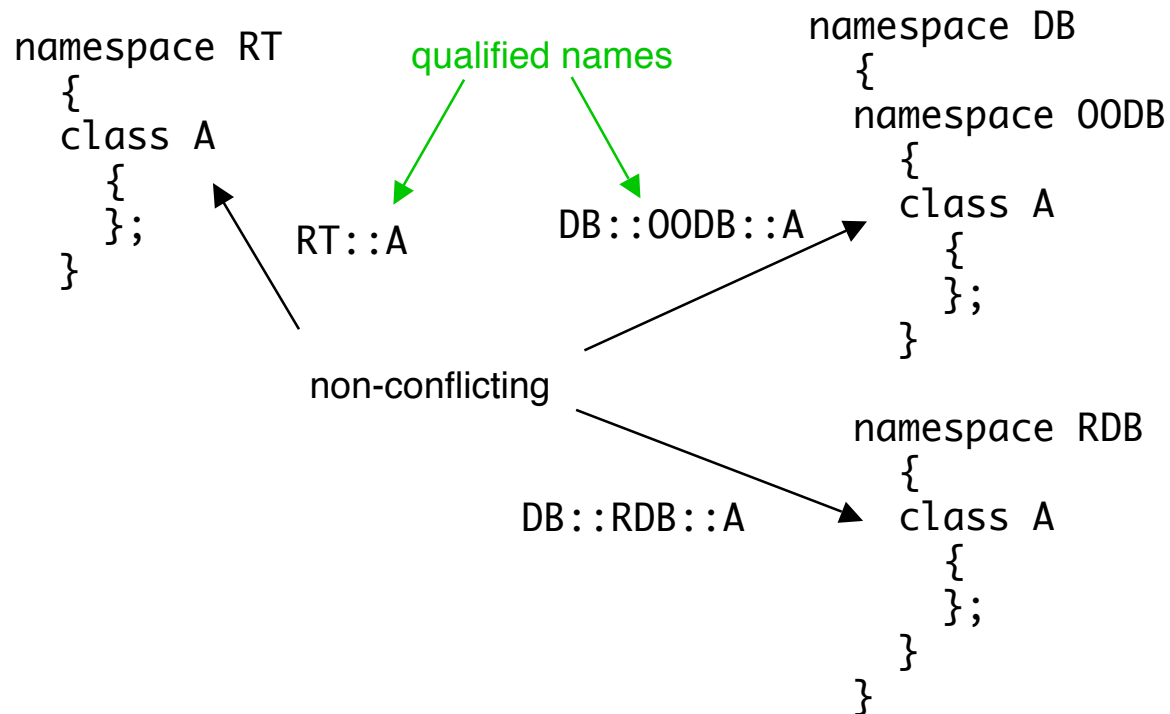 namespace RT
{
class A
{
};
}
qualified names
RT::A
DB::OODB::A
non-conflicting
DB::RDB::A
namespace DB
{
namespace OODB
{
class A
{
};
}
namespace RDB
{
class A
{
};
}
}